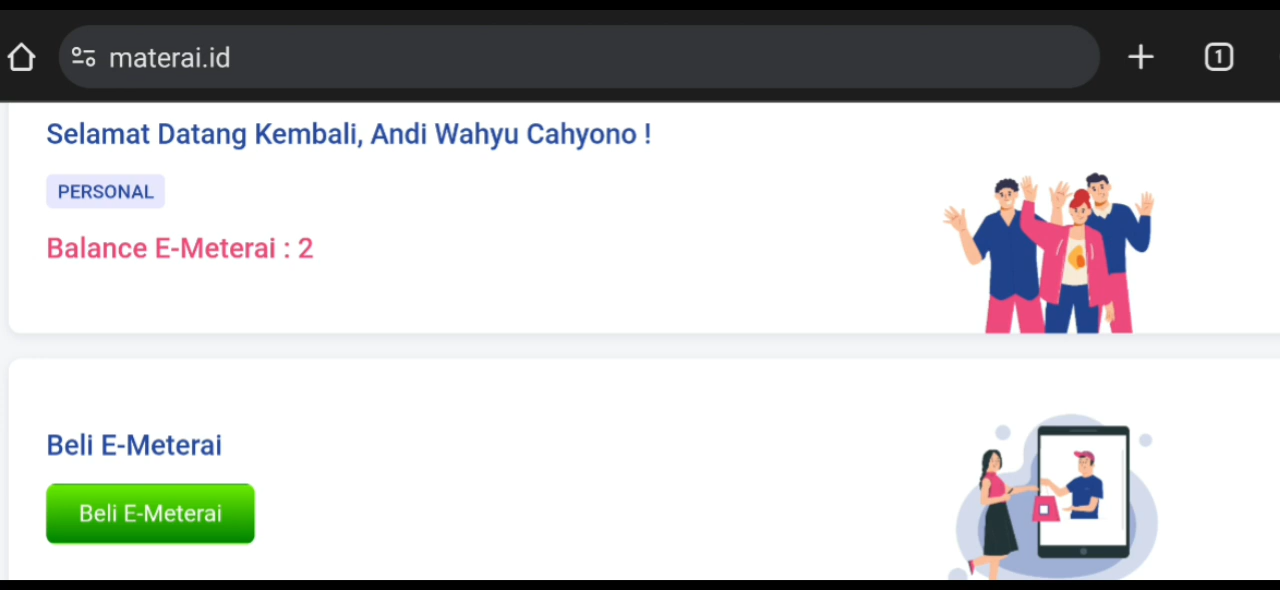 materai.id
1
Selamat Datang Kembali, Andi Wahyu Cahyono !
PERSONAL
Balance E-Meterai : 2
Beli E-Meterai
Beli E-Meterai